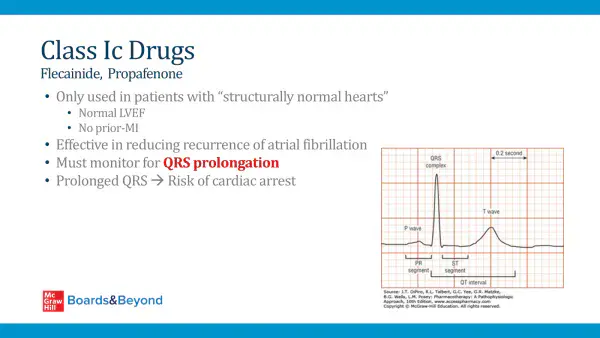 Class Ic Drugs
Flecainide, Propafenone
• Only used in patients with “structurally normal hearts”
• Normal LVEF
• No prior-MI
• Effective in reducing recurrence of atrial fibrillation
• Must monitor for QRS prolongation
• Prolonged QRS → Risk of cardiac arrest
0.2 second
QRS
complex
T wave
P wave
PR
segment
ST
segment
QT interval
Source: J.T. DiPiro, R.L. Talbert, G.C. Yee, G.R. Matzke,
B.G. Wells, L.M. Posey: Pharmacotherapy: A Pathophysiologic
Approach, 10th Edition, www.accesspharmacy.com
Copyright © McGraw-Hill Education. All rights reserved.
Mc
Graw
Hill
Boards&Beyond